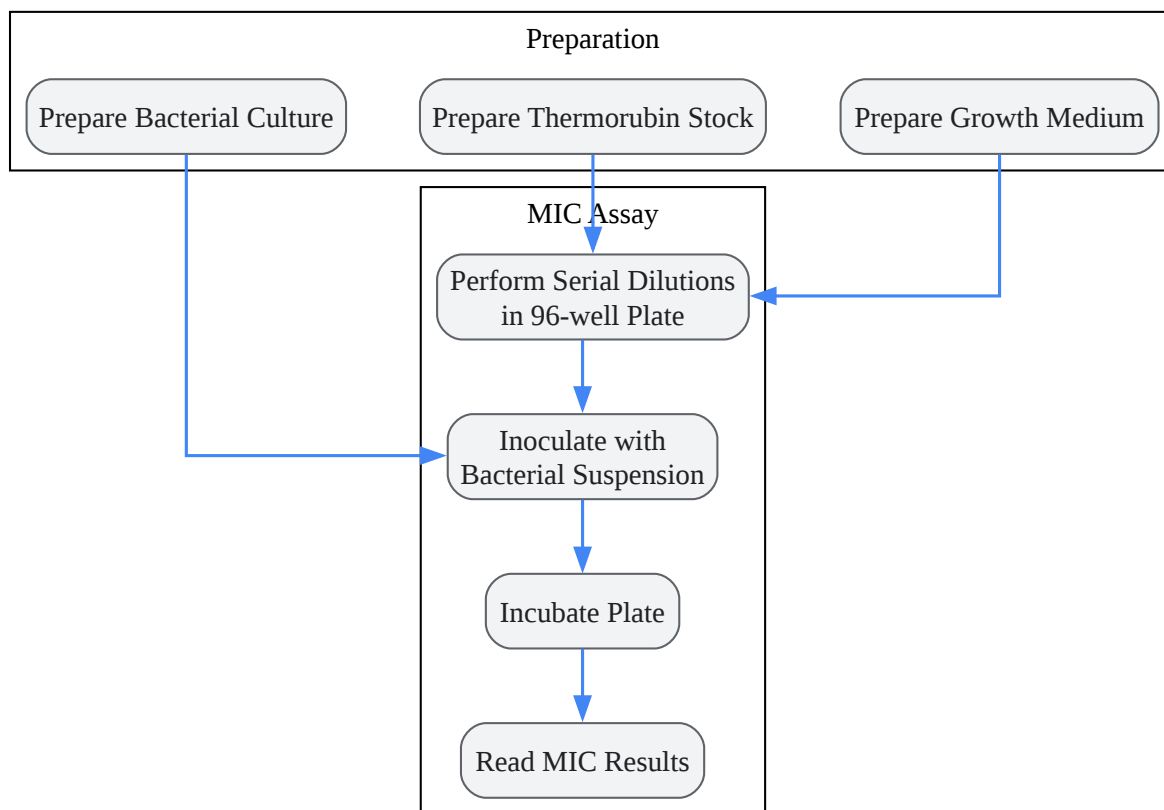 Preparation
Prepare Bacterial Culture
Prepare Thermorubin Stock
Prepare Growth Medium
MIC Assay
Perform Serial Dilutions
in 96-well Plate
Inoculate with
Bacterial Suspension
Incubate Plate
Read MIC Results